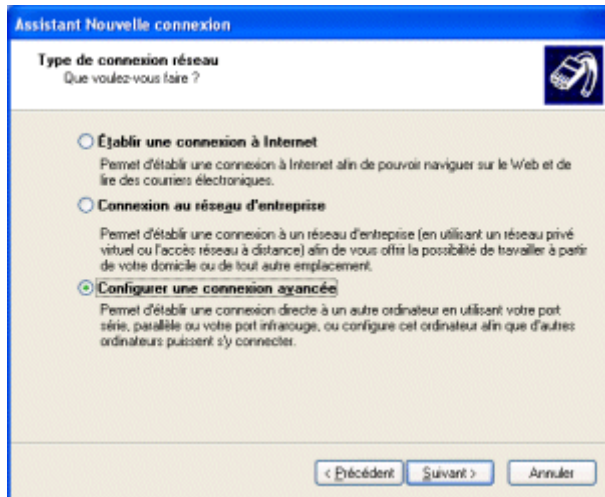 Assistant Nouvelle connexion
Type de connexion réseau
Que voulez-vous faire ?
Établir une connexion à Internet
Permet d'établir une connexion à Internet afin de pouvoir naviguer sur le Web et de
lire des courriers électroniques.
Connexion au réseau d'entreprise
Permet d'établir une connexion à un réseau d'entreprise (en utilisant un réseau privé
virtuel ou l'accès réseau à distance) afin de vous offrir la possibilité de travailler à partir
de votre domicile ou de tout autre emplacement.
Configurer une connexion avancée
Permet d'établir une connexion directe à un autre ordinateur en utilisant votre port
série, parallèle ou votre port infrarouge, ou configure cet ordinateur afin que d'autres
ordinateurs puissent s'y connecter.
< Précédent Suivant > Annuler